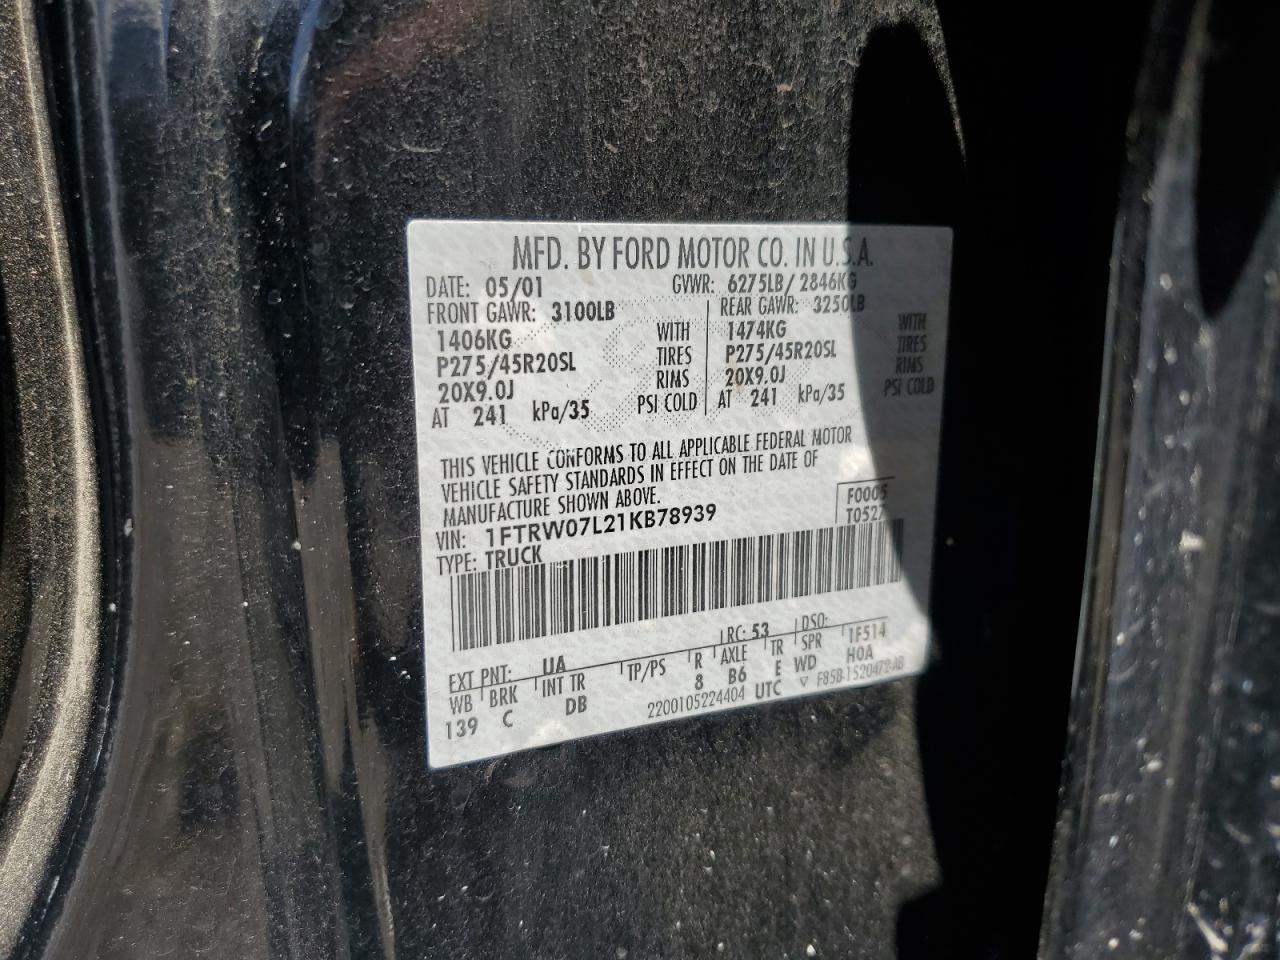 MFD. BY FORD MOTOR CO. IN U.S.A.
DATE: 05/01 GVWR: 6275LB/ 2846KG
FRONT GAWR: 3100LB REAR GAWR: 3250LB
1406KG WITH 1474KG WITH
P275/45R20SL TIRES P275/45R20SL TIRES
20X9.0J RIMS 20X9.0J RIMS
AT 241 kPa/35 PSI COLD AT 241 kPa/35 PSI COLD
THIS VEHICLE CONFORMS TO ALL APPLICABLE FEDERAL MOTOR
VEHICLE SAFETY STANDARDS IN EFFECT ON THE DATE OF
MANUFACTURE SHOWN ABOVE.
F0005
VIN: 1FTRW07L21KB78939
T0527
TYPE: TRUCK
EXT PNT: UA RC: 53 DSO:
WB BRK INT TR TP/PS R AXLE TR SPR 1F514
139 C DB 8 B6 E WD H0A
2200105224404 UTC ▽ F85B-1520472-AB